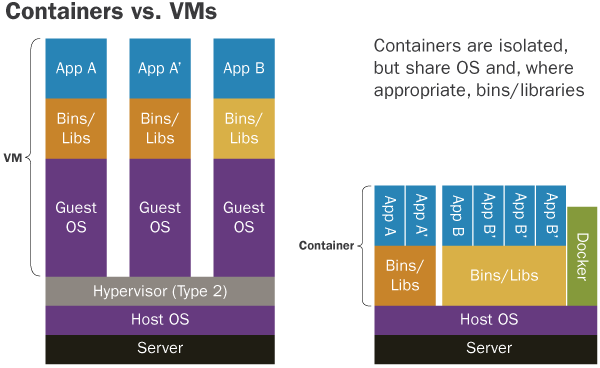 Containers vs. VMs
Containers are isolated,
but share OS and, where
appropriate, bins/libraries
VM
App A
App A’
App B
Bins/
Libs
Bins/
Libs
Bins/
Libs
Guest
OS
Guest
OS
Guest
OS
Hypervisor (Type 2)
Host OS
Server
Container
App A
App A’
App B
App B’
App B’
App B’
Docker
Bins/
Libs
Bins/Libs
Host OS
Server